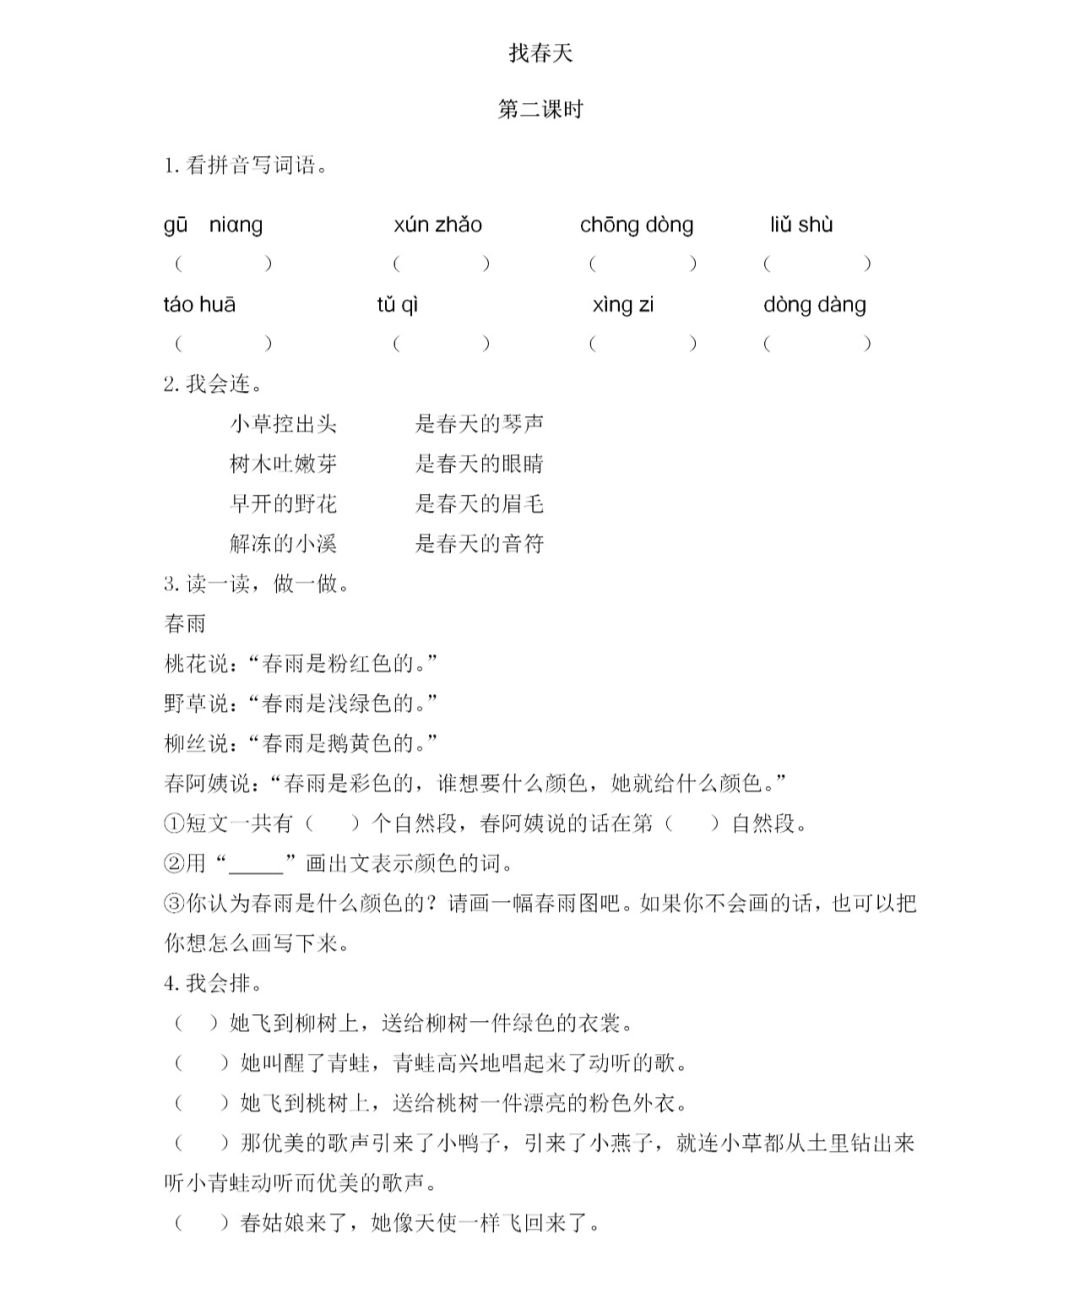 找春天
第二课时
1.看拼音写词语。
gū niɑng xún zhǎo chōng dòng liǔ shù
（ ） （ ） （ ） （ ）
táo huā tǔ qì xìng zi dòng dàng
（ ） （ ） （ ） （ ）
2.我会连。
小草控出头 是春天的琴声
树木吐嫩芽 是春天的眼睛
早开的野花 是春天的眉毛
解冻的小溪 是春天的音符
3.读一读，做一做。
春雨
桃花说：“春雨是粉红色的。”
野草说：“春雨是浅绿色的。”
柳丝说：“春雨是鹅黄色的。”
春阿姨说：“春雨是彩色的，谁想要什么颜色，她就给什么颜色。”
①短文一共有（ ）个自然段，春阿姨说的话在第（ ）自然段。
②用“_____”画出文表示颜色的词。
③你认为春雨是什么颜色的？请画一幅春雨图吧。如果你不会画的话，也可以把
你想怎么画写下来。
4.我会排。
（ ）她飞到柳树上，送给柳树一件绿色的衣裳。
（ ）她叫醒了青蛙，青蛙高兴地唱起来了动听的歌。
（ ）她飞到桃树上，送给桃树一件漂亮的粉色外衣。
（ ）那优美的歌声引来了小鸭子，引来了小燕子，就连小草都从土里钻出来
听小青蛙动听而优美的歌声。
（ ）春姑娘来了，她像天使一样飞回来了。